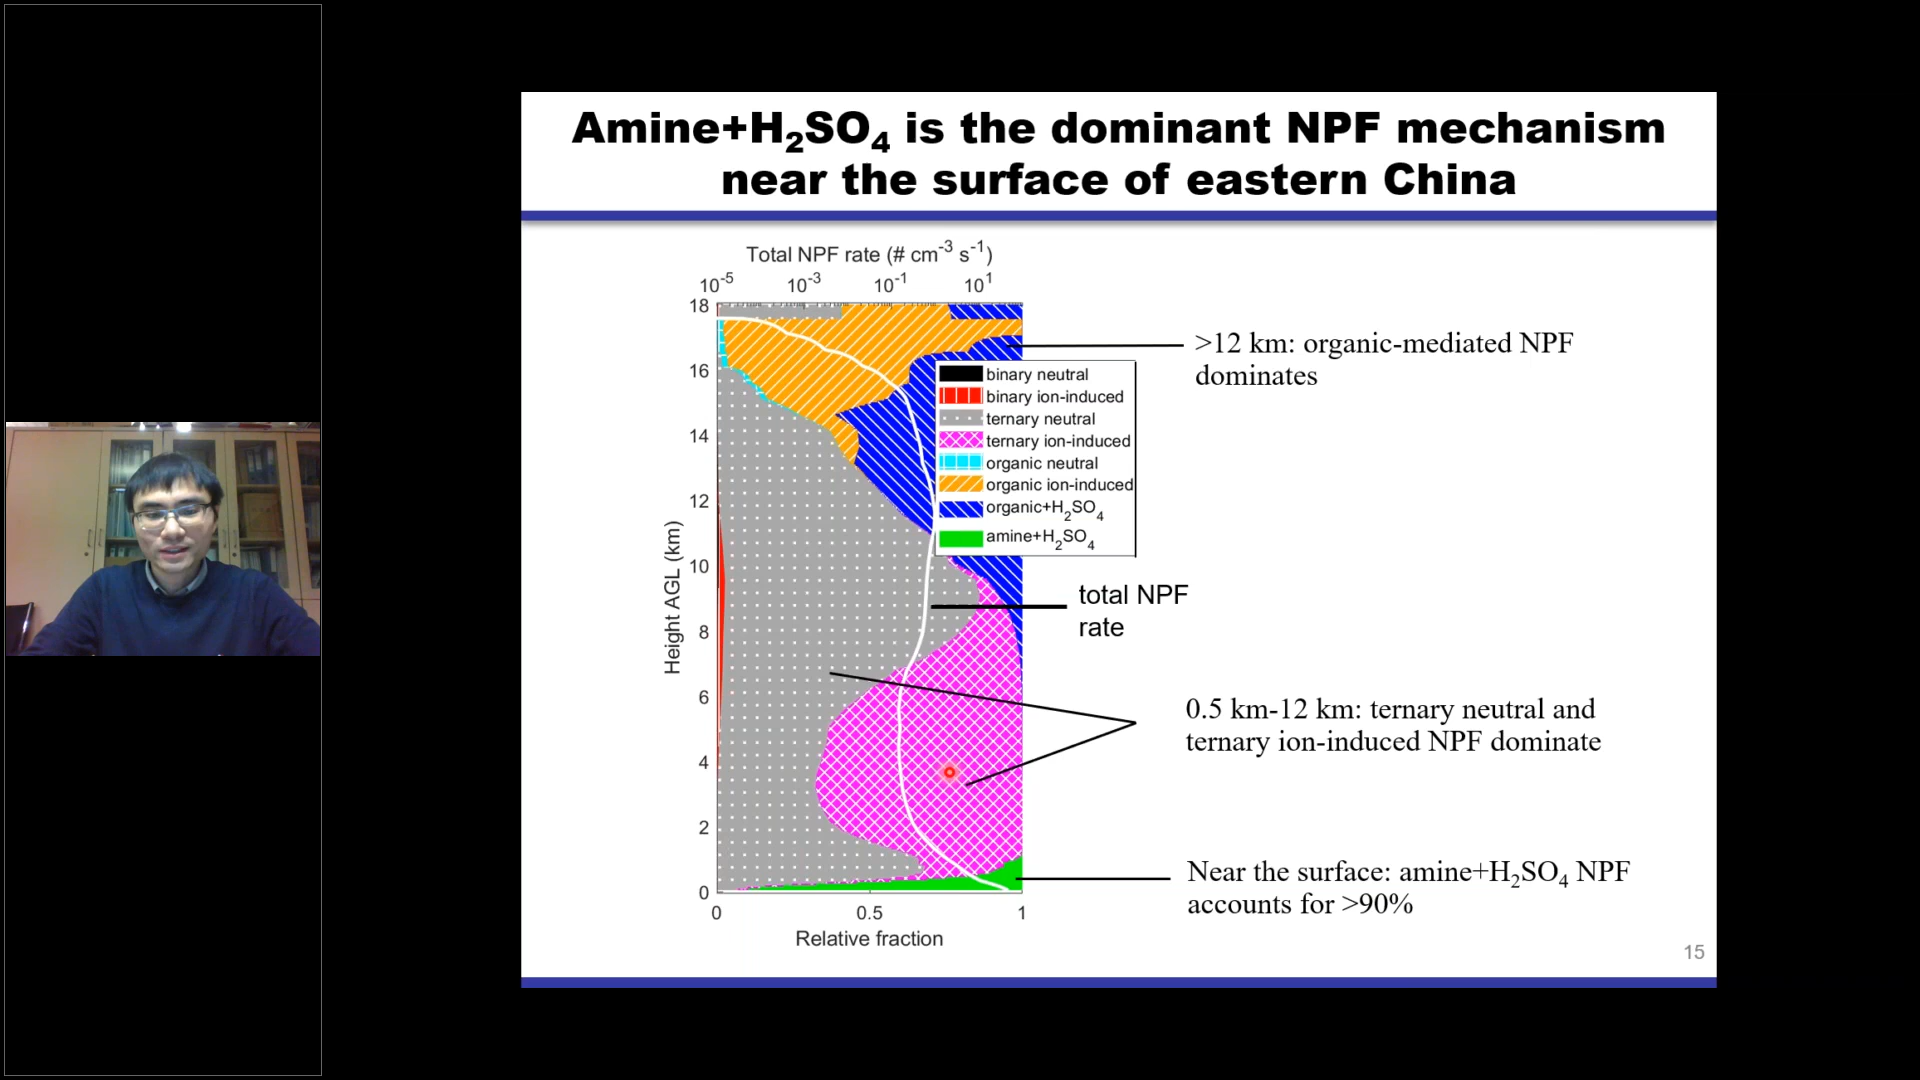 Amine+H₂SO₄ is the dominant NPF mechanism
near the surface of eastern China
Total NPF rate (# cm⁻³ s⁻¹)
10⁻⁵ 10⁻³ 10⁻¹ 10¹
18
16
14
12
10
8
6
4
2
0
Height AGL (km)
0 0.5 1
Relative fraction
binary neutral
binary ion-induced
ternary neutral
ternary ion-induced
organic neutral
organic ion-induced
organic+H₂SO₄
amine+H₂SO₄
>12 km: organic-mediated NPF
dominates
total NPF
rate
0.5 km-12 km: ternary neutral and
ternary ion-induced NPF dominate
Near the surface: amine+H₂SO₄ NPF
accounts for >90%
15